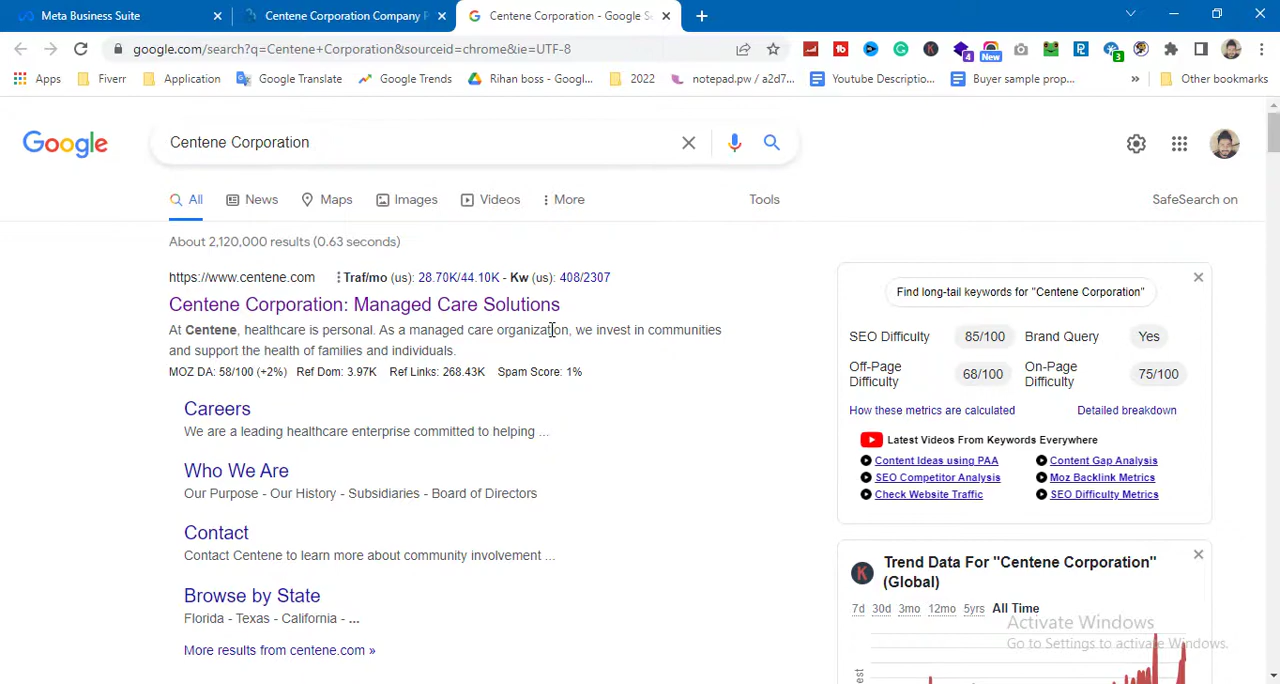 Meta Business Suite
Centene Corporation Company P
Centene Corporation - Google Se
google.com/search?q=Centene+Corporation&sourceid=chrome&ie=UTF-8
4
New
3
Apps
Fiverr
Application
Google Translate
Google Trends
Rihan boss - Googl...
2022
notepad.pw / a2d7...
Youtube Descriptio...
Buyer sample prop...
»
Other bookmarks
Google
Centene Corporation
All
News
Maps
Images
Videos
More
Tools
SafeSearch on
About 2,120,000 results (0.63 seconds)
https://www.centene.com
Traf/mo (us): 28.70K/44.10K - Kw (us): 408/2307
Centene Corporation: Managed Care Solutions
At Centene, healthcare is personal. As a managed care organization, we invest in communities
and support the health of families and individuals.
MOZ DA: 58/100 (+2%) Ref Dom: 3.97K Ref Links: 268.43K Spam Score: 1%
Careers
We are a leading healthcare enterprise committed to helping ...
Who We Are
Our Purpose - Our History - Subsidiaries - Board of Directors
Contact
Contact Centene to learn more about community involvement ...
Browse by State
Florida - Texas - California - ...
More results from centene.com »
Find long-tail keywords for "Centene Corporation"
SEO Difficulty 85/100 Brand Query Yes
Off-Page Difficulty 68/100 On-Page Difficulty 75/100
How these metrics are calculated
Detailed breakdown
Latest Videos From Keywords Everywhere
Content Ideas using PAA
Content Gap Analysis
SEO Competitor Analysis
Moz Backlink Metrics
Check Website Traffic
SEO Difficulty Metrics
K
Trend Data For "Centene Corporation"
(Global)
7d 30d 3mo 12mo 5yrs All Time
Activate Windows
Go to Settings to activate Windows.